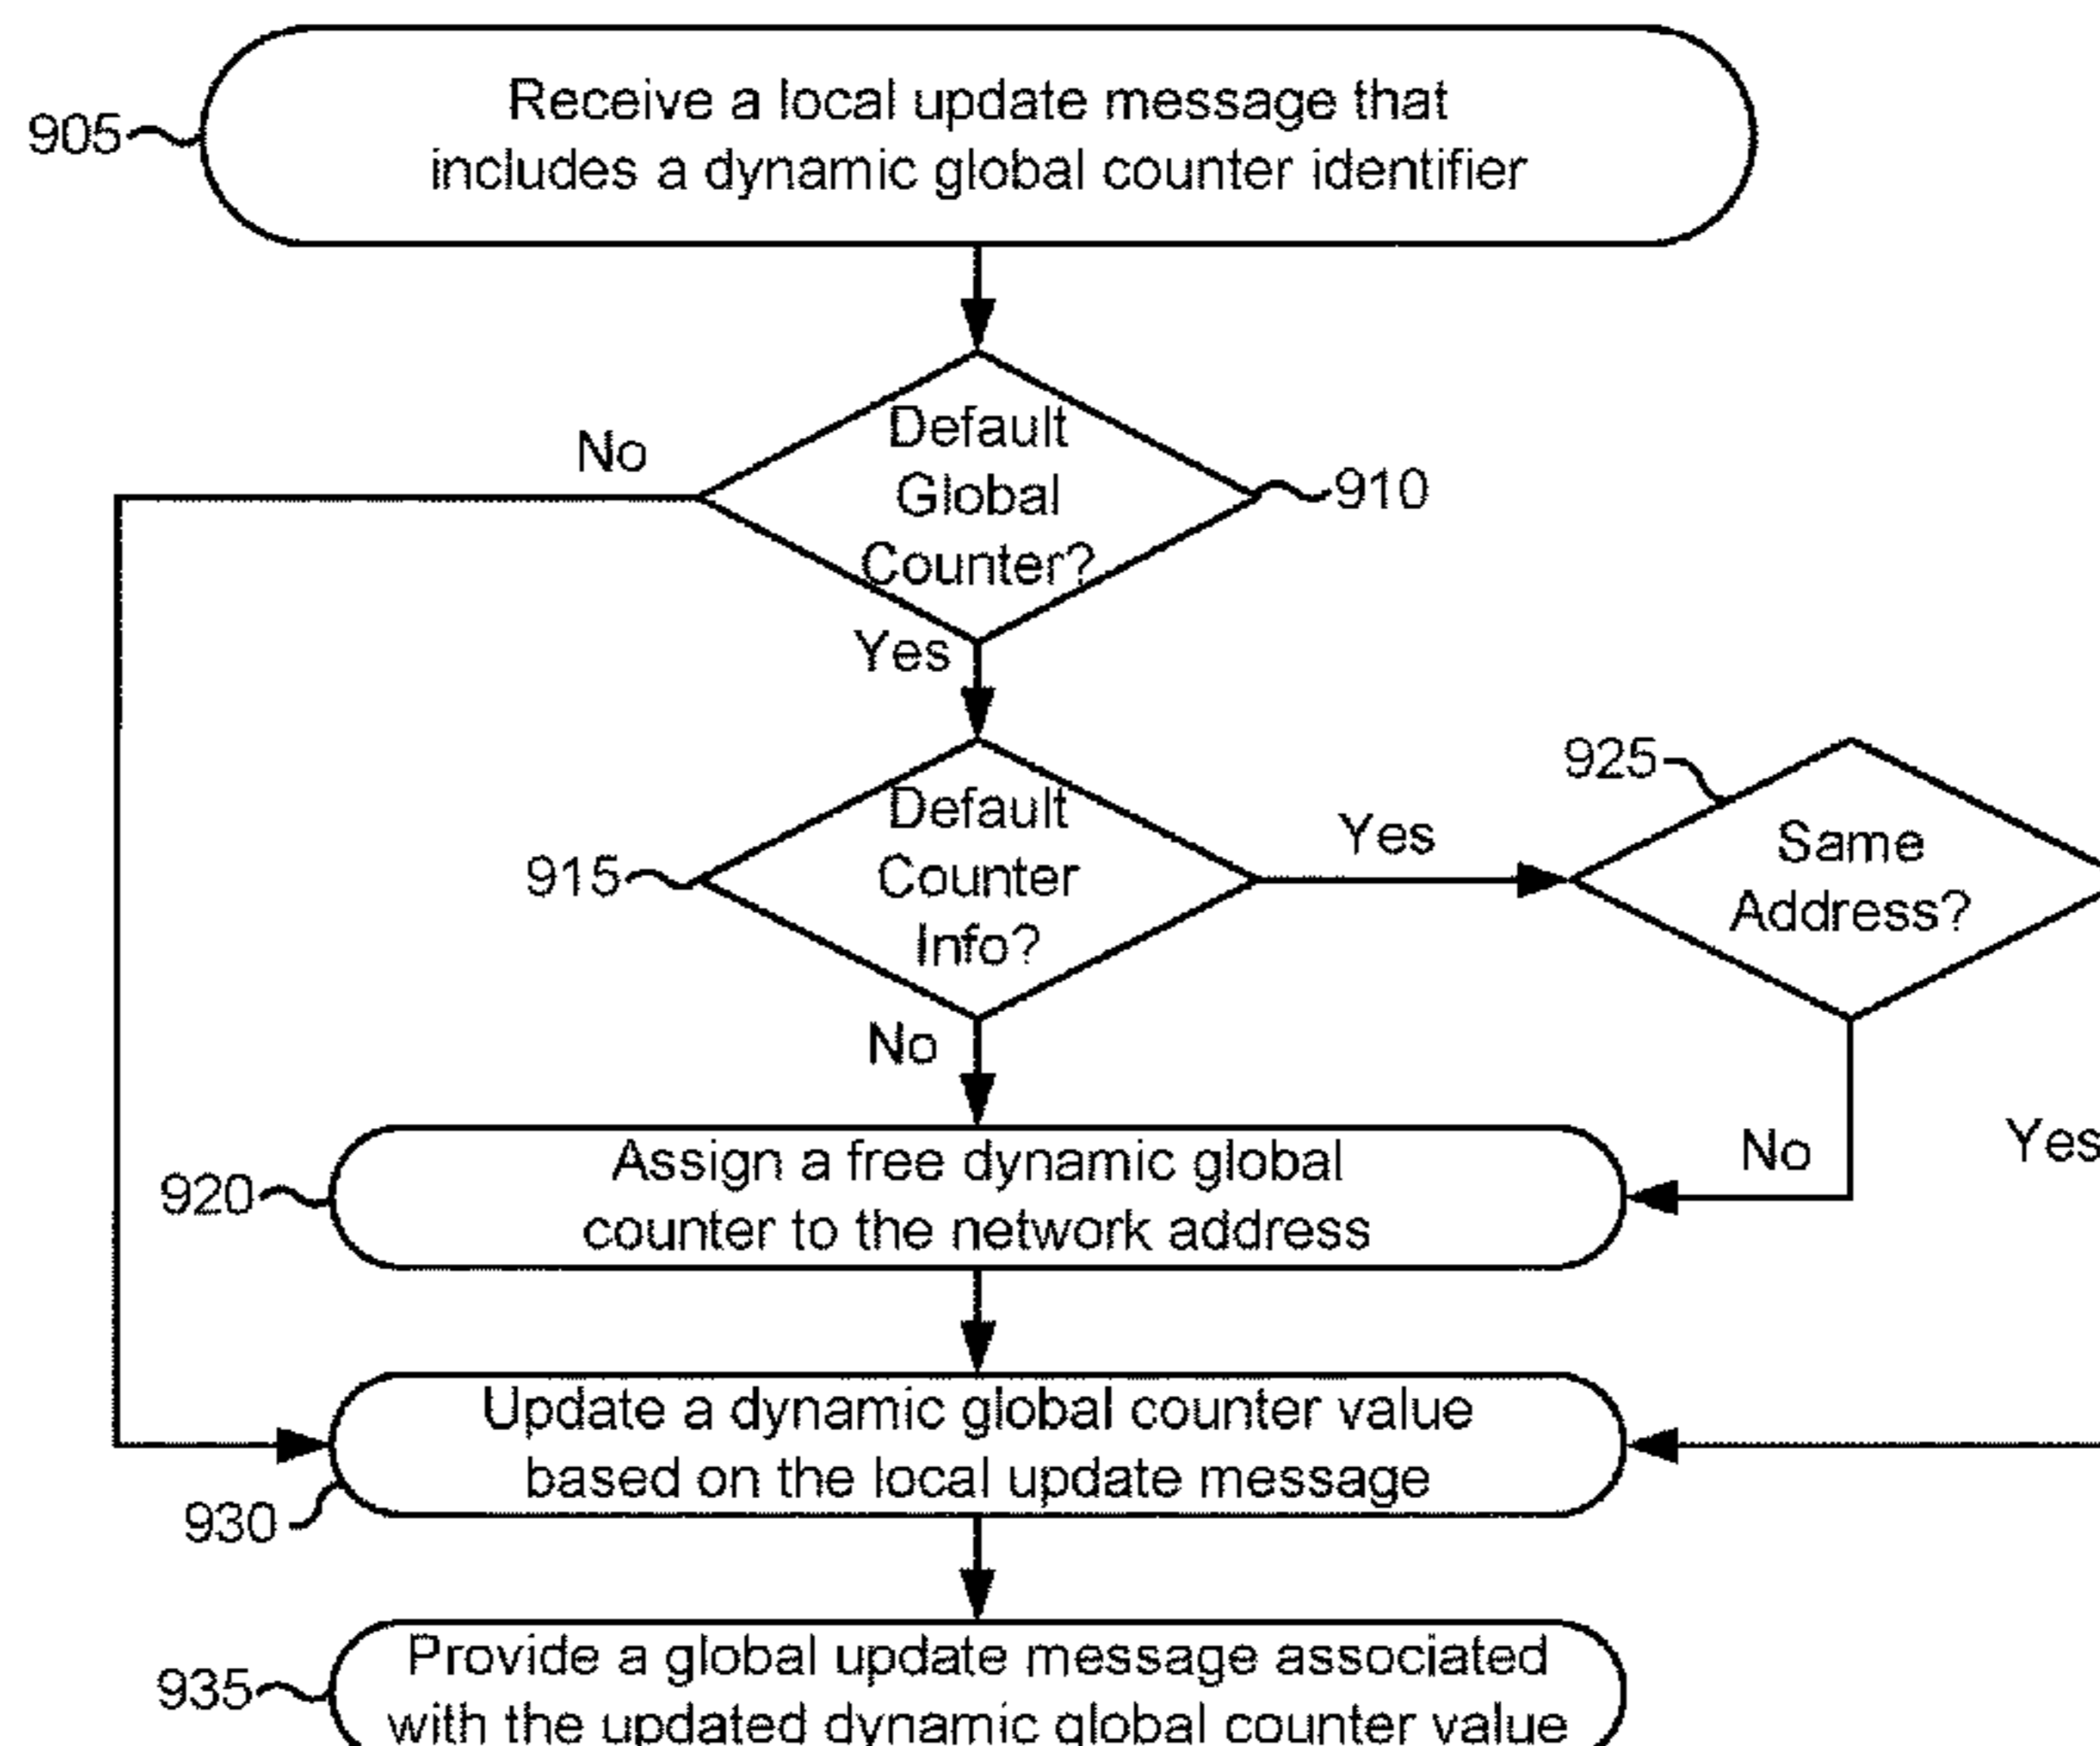 905
Receive a local update message that
includes a dynamic global counter identifier
No
Default
Global
Counter?
910
Yes
925
Default
Counter
Info?
915
Yes
Same
Address?
No
No
Yes
920
Assign a free dynamic global
counter to the network address
Update a dynamic global counter value
based on the local update message
930
935
Provide a global update message associated
with the updated dynamic global counter value